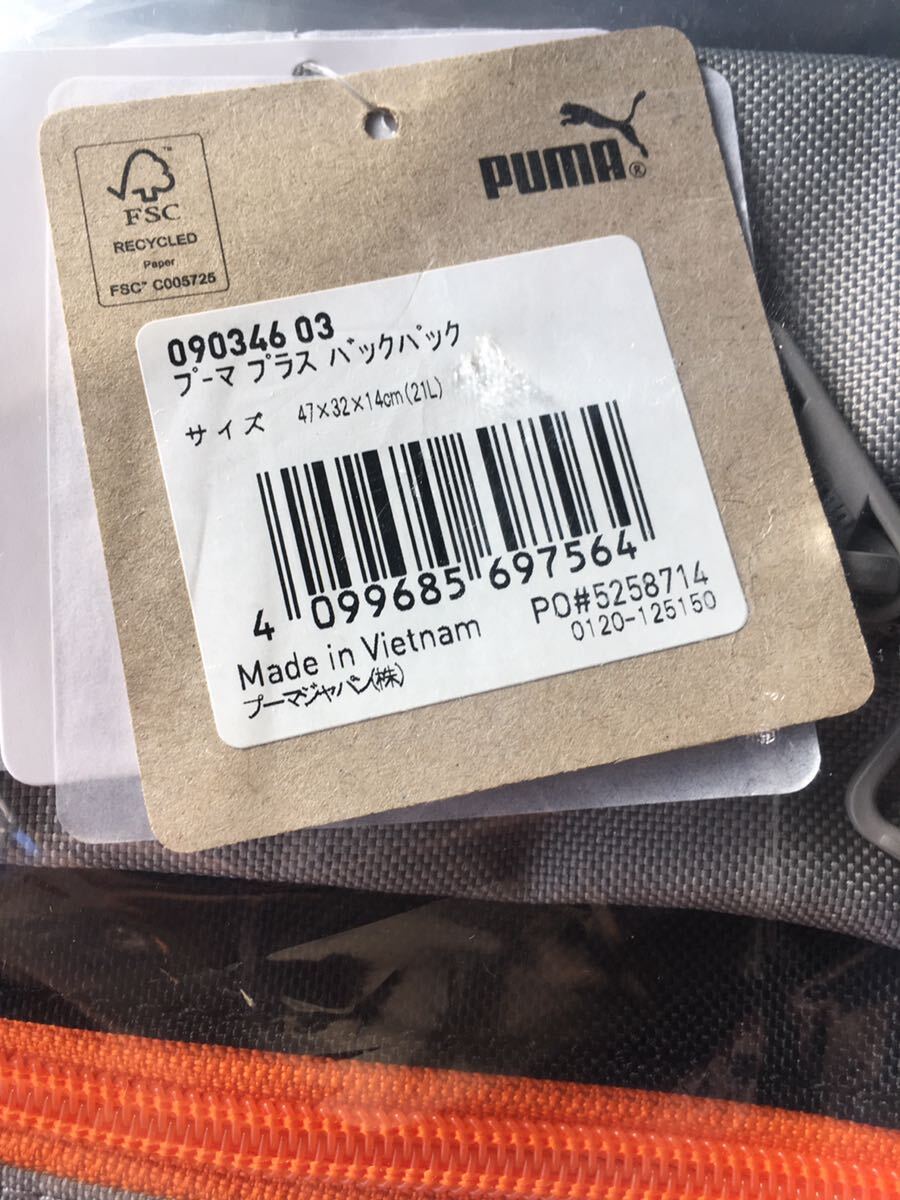 FSC
RECYCLED
Paper
FSC™ C005725
PUMA®
090346 03
プーマ プラス バックパック
サイズ 47×32×14cm(21L)
4 099685 697564
PO#5258714
0120-125150
Made in Vietnam
プーマジャパン(株)